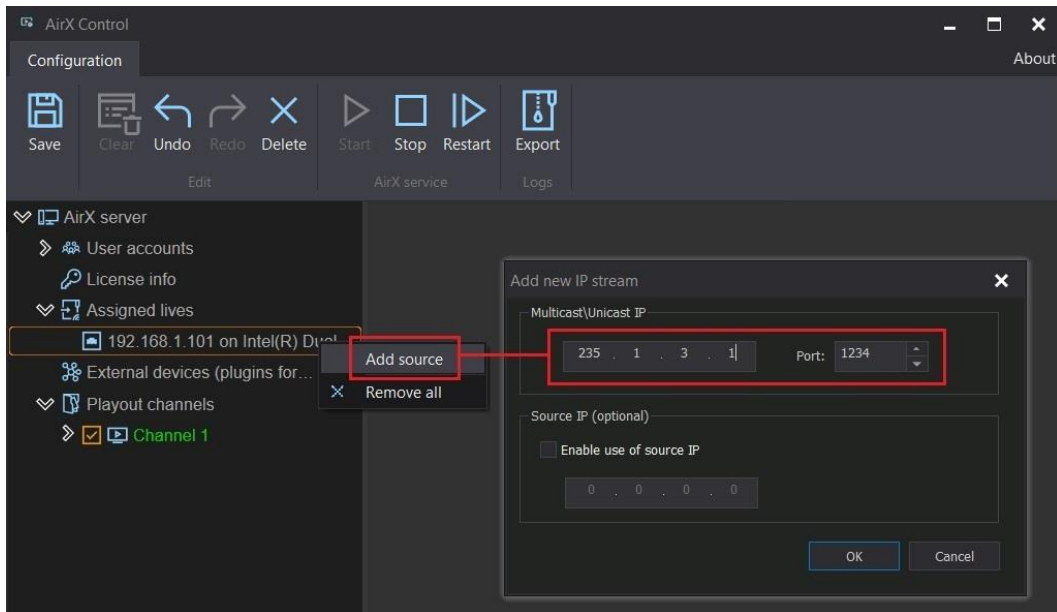 AirX Control
Configuration
About
Save
Clear
Undo
Redo
Delete
Start
Stop
Restart
Export
Edit
AirX service
Logs
AirX server
User accounts
License info
Assigned lives
192.168.1.101 on Intel(R) Dual
External devices (plugins for...
Playout channels
Channel 1
Add source
Remove all
Add new IP stream
Multicast\Unicast IP
235 . 1 . 3 . 1
Port: 1234
Source IP (optional)
Enable use of source IP
0 . 0 . 0 . 0
OK
Cancel